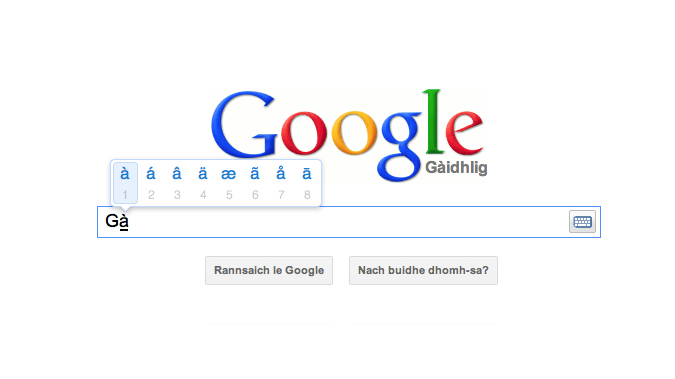 Google
Gàidhlig
à á â ä æ ã å ā
1 2 3 4 5 6 7 8
Gà
Rannsaich le Google
Nach buidhe dhomh-sa?